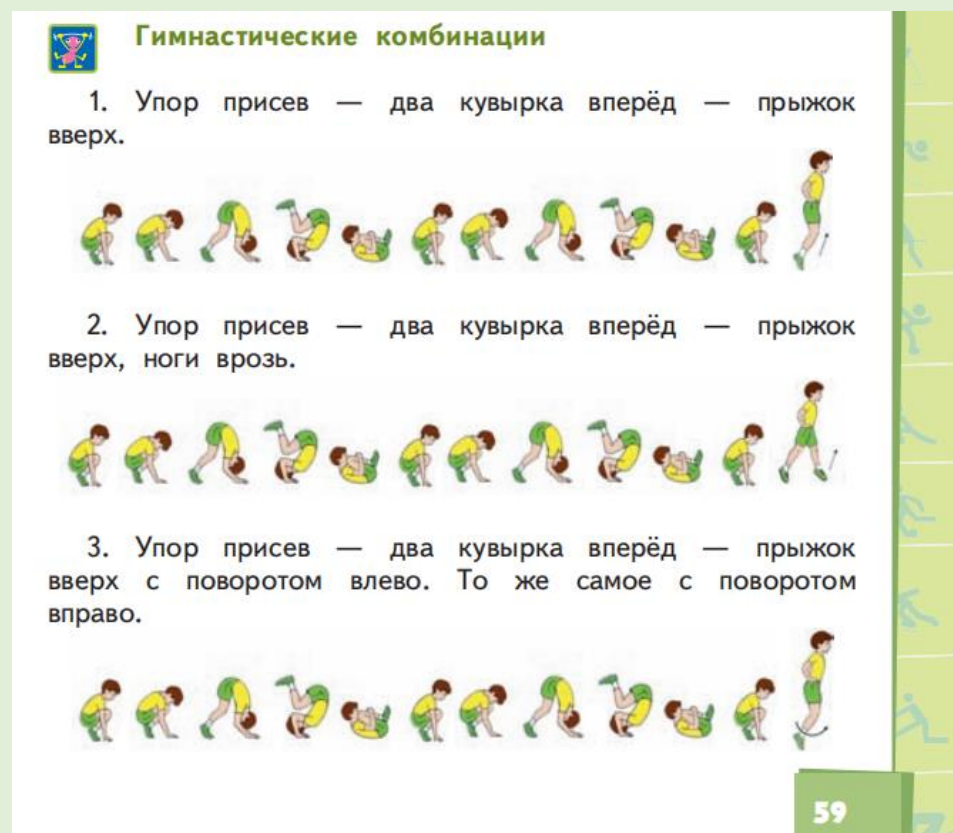 Гимнастические комбинации
1. Упор присев — два кувырка вперёд — прыжок
вверх.
2. Упор присев — два кувырка вперёд — прыжок
вверх, ноги врозь.
3. Упор присев — два кувырка вперёд — прыжок
вверх с поворотом влево. То же самое с поворотом
вправо.
59